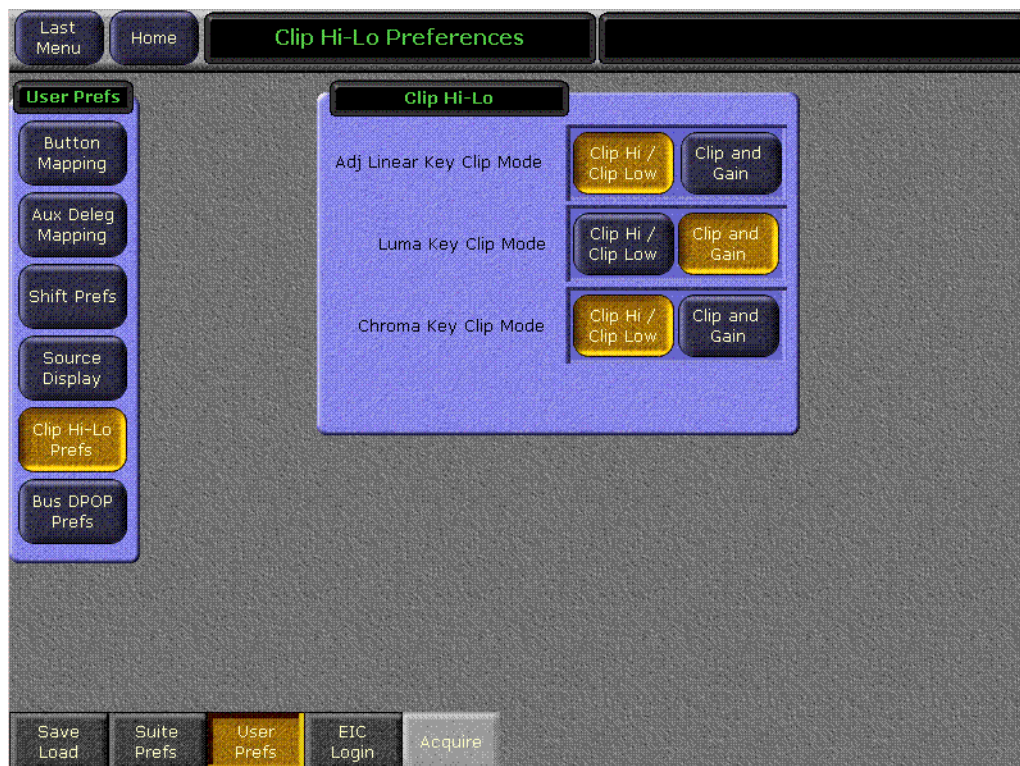 Last
Menu
Home
Clip Hi-Lo Preferences
User Prefs
Button
Mapping
Aux Deleg
Mapping
Shift Prefs
Source
Display
Clip Hi-Lo
Prefs
Bus DPOP
Prefs
Clip Hi-Lo
Adj Linear Key Clip Mode
Clip Hi /
Clip Low
Clip and
Gain
Luma Key Clip Mode
Clip Hi /
Clip Low
Clip and
Gain
Chroma Key Clip Mode
Clip Hi /
Clip Low
Clip and
Gain
Save
Load
Suite
Prefs
User
Prefs
EIC
Login
Acquire